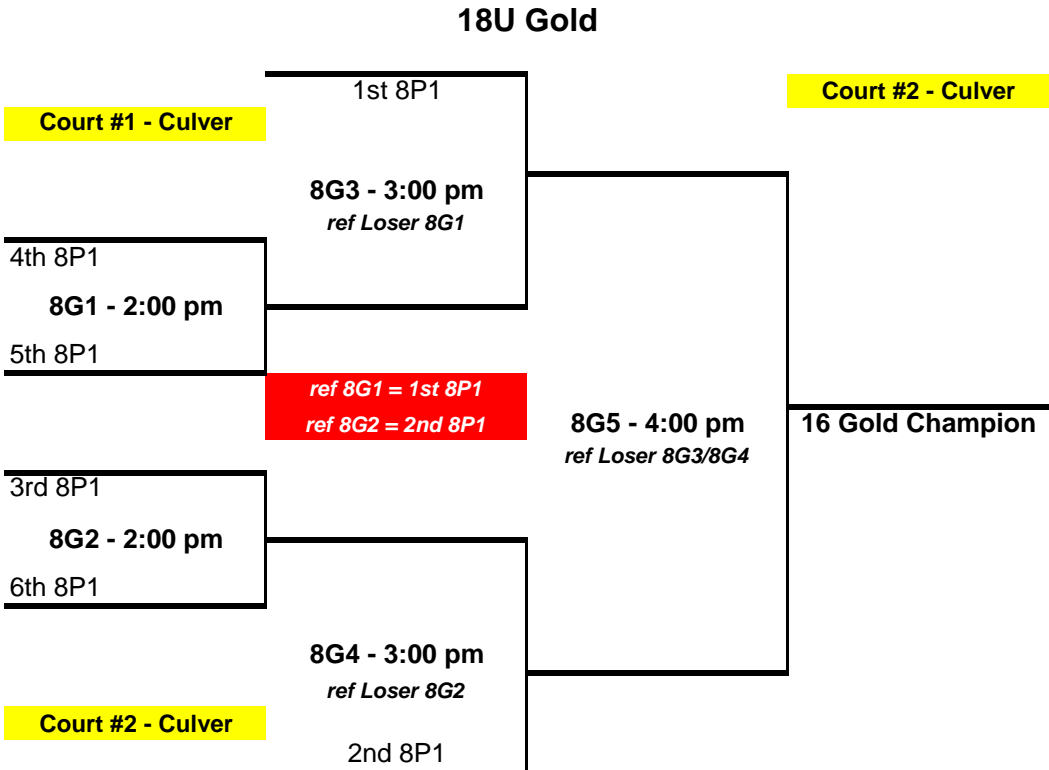 18U Gold
1st 8P1
Court #2 - Culver
Court #1 - Culver
8G3 - 3:00 pm
ref Loser 8G1
4th 8P1
8G1 - 2:00 pm
5th 8P1
ref 8G1 = 1st 8P1
ref 8G2 = 2nd 8P1
8G5 - 4:00 pm
ref Loser 8G3/8G4
16 Gold Champion
3rd 8P1
8G2 - 2:00 pm
6th 8P1
8G4 - 3:00 pm
ref Loser 8G2
Court #2 - Culver
2nd 8P1